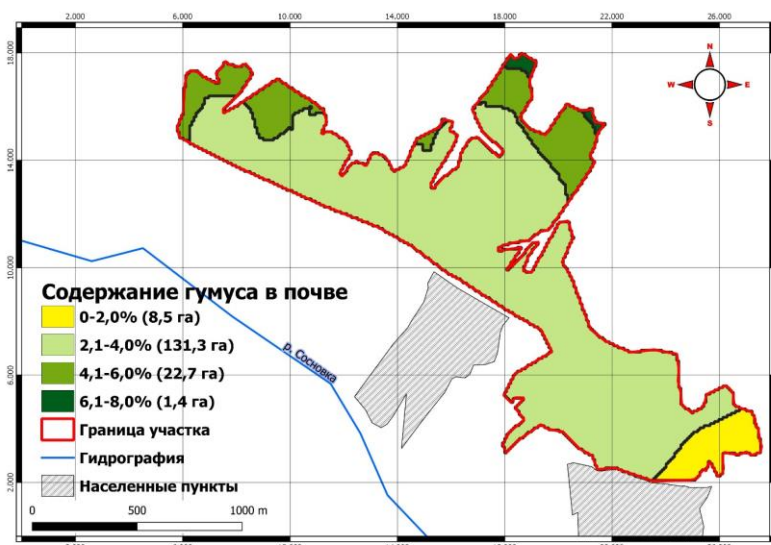 2.000 6.000 10.000 14.000 18.000 22.000 26.000
18.000
N
W E
S
14.000
10.000
Содержание гумуса в почве
0-2,0% (8,5 га)
2,1-4,0% (131,3 га)
4,1-6,0% (22,7 га)
6,1-8,0% (1,4 га)
Граница участка
Гидрография
Населенные пункты
р. Сосновка
6.000
2.000
0 500 1000 m